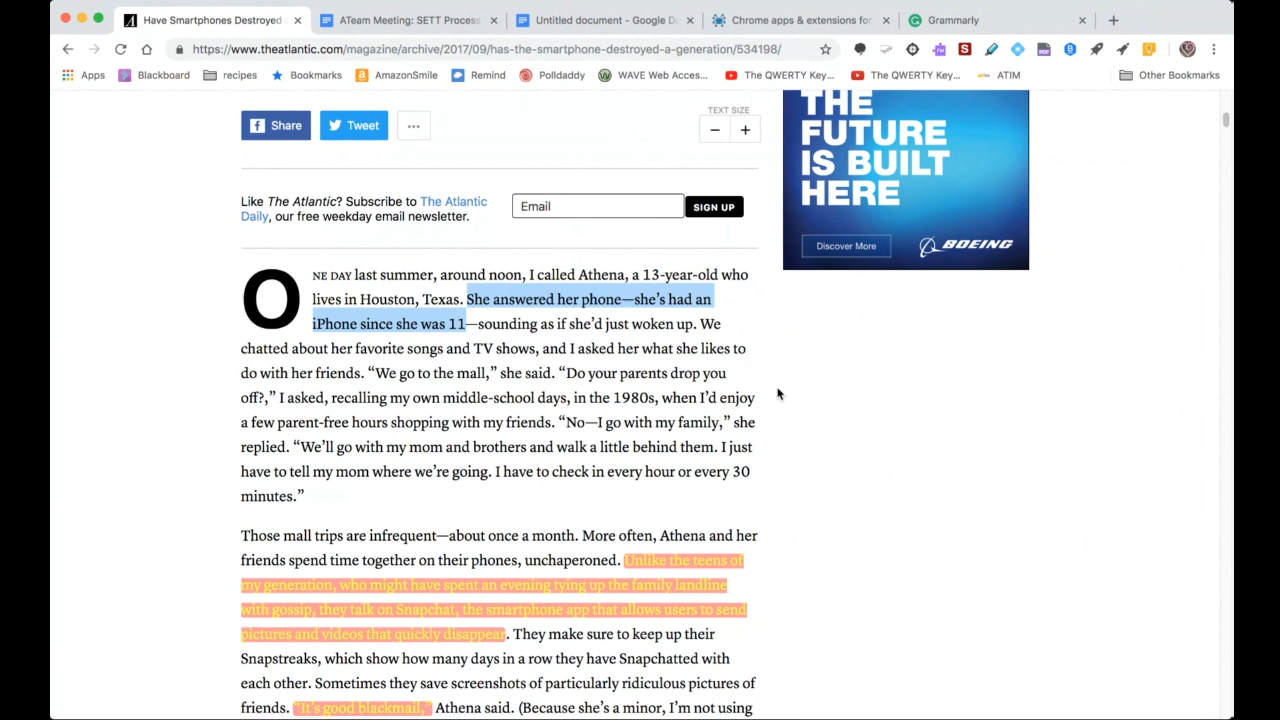 Have Smartphones Destroyed
ATeam Meeting: SETT Process
Untitled document - Google Do
Chrome apps & extensions for
Grammarly
https://www.theatlantic.com/magazine/archive/2017/09/has-the-smartphone-destroyed-a-generation/534198/
Apps
Blackboard
recipes
Bookmarks
AmazonSmile
Remind
Polldaddy
WAVE Web Acces...
The QWERTY Key...
The QWERTY Key...
ATIM
Other Bookmarks
Share
Tweet
TEXT SIZE
Like The Atlantic? Subscribe to The Atlantic
Daily, our free weekday email newsletter.
Email
SIGN UP
THE
FUTURE
IS BUILT
HERE
Discover More
BOEING
ONE DAY last summer, around noon, I called Athena, a 13-year-old who
lives in Houston, Texas. She answered her phone—she’s had an
iPhone since she was 11—sounding as if she’d just woken up. We
chatted about her favorite songs and TV shows, and I asked her what she likes to
do with her friends. “We go to the mall,” she said. “Do your parents drop you
off?,” I asked, recalling my own middle-school days, in the 1980s, when I’d enjoy
a few parent-free hours shopping with my friends. “No—I go with my family,” she
replied. “We’ll go with my mom and brothers and walk a little behind them. I just
have to tell my mom where we’re going. I have to check in every hour or every 30
minutes.”
Those mall trips are infrequent—about once a month. More often, Athena and her
friends spend time together on their phones, unchaperoned. Unlike the teens of
my generation, who might have spent an evening tying up the family landline
with gossip, they talk on Snapchat, the smartphone app that allows users to send
pictures and videos that quickly disappear. They make sure to keep up their
Snapstreaks, which show how many days in a row they have Snapchatted with
each other. Sometimes they save screenshots of particularly ridiculous pictures of
friends. “It’s good blackmail,” Athena said. (Because she’s a minor, I’m not using